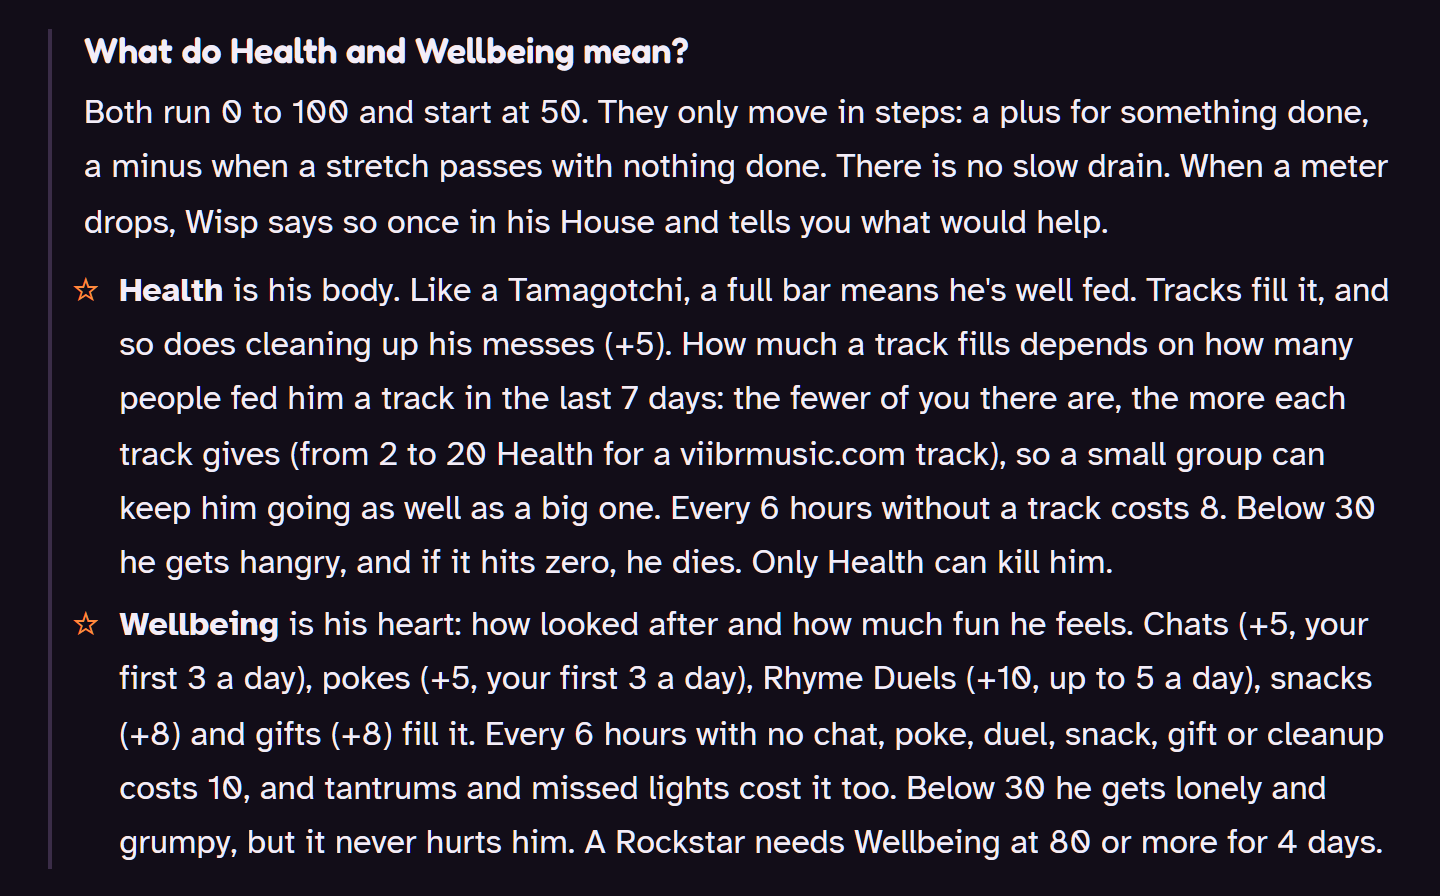 What do Health and Wellbeing mean?
Both run 0 to 100 and start at 50. They only move in steps: a plus for something done,
a minus when a stretch passes with nothing done. There is no slow drain. When a meter
drops, Wisp says so once in his House and tells you what would help.
☆ Health is his body. Like a Tamagotchi, a full bar means he's well fed. Tracks fill it, and
so does cleaning up his messes (+5). How much a track fills depends on how many
people fed him a track in the last 7 days: the fewer of you there are, the more each
track gives (from 2 to 20 Health for a viibrmusic.com track), so a small group can
keep him going as well as a big one. Every 6 hours without a track costs 8. Below 30
he gets hangry, and if it hits zero, he dies. Only Health can kill him.
☆ Wellbeing is his heart: how looked after and how much fun he feels. Chats (+5, your
first 3 a day), pokes (+5, your first 3 a day), Rhyme Duels (+10, up to 5 a day), snacks
(+8) and gifts (+8) fill it. Every 6 hours with no chat, poke, duel, snack, gift or cleanup
costs 10, and tantrums and missed lights cost it too. Below 30 he gets lonely and
grumpy, but it never hurts him. A Rockstar needs Wellbeing at 80 or more for 4 days.